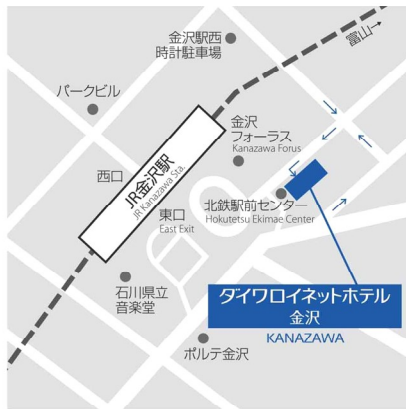 富山→
金沢駅西
時計駐車場
パークビル
金沢
フォーラス
Kanazawa Forus
西口
JR金沢駅
JR Kanazawa Sta.
東口
East Exit
北鉄駅前センター
Hokutetsu Ekimae Center
石川県立
音楽堂
ダイワロイネットホテル
金沢
KANAZAWA
ポルテ金沢